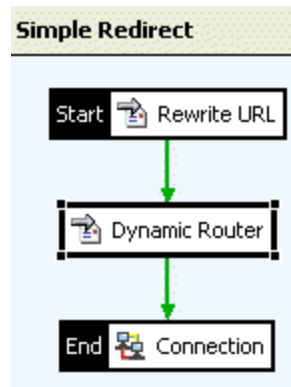 Simple Redirect
Start Rewrite URL
Dynamic Router
End Connection